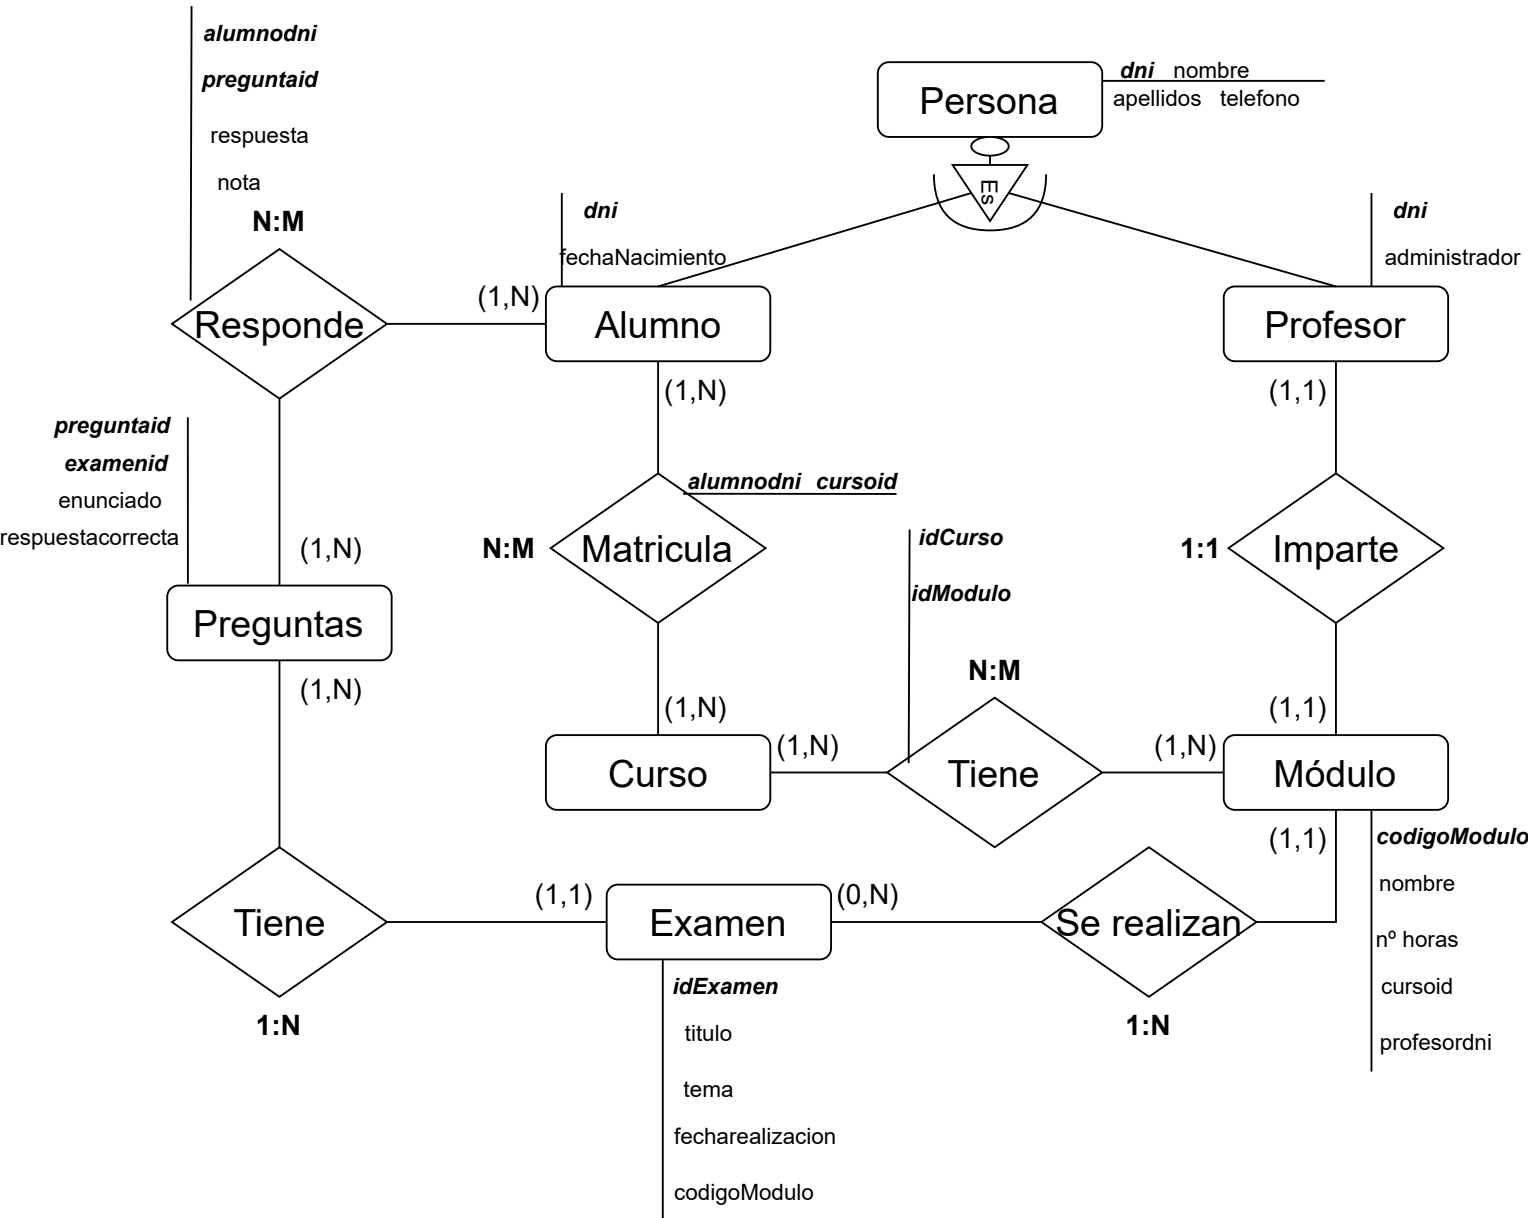 alumnodni
preguntaid
respuesta
nota
N:M
Responde
(1,N)
Persona
dni nombre
apellidos telefono
Es
dni
fechaNacimiento
Alumno
(1,N)
dni
administrador
Profesor
(1,1)
preguntaid
examenid
enunciado
respuestacorrecta
(1,N)
Preguntas
(1,N)
alumnodni cursoid
N:M
Matricula
(1,N)
idCurso
idModulo
N:M
1:1
Imparte
(1,1)
Curso
(1,N)
Tiene
(1,N)
Módulo
(1,1)
codigoModulo
nombre
nº horas
cursoid
profesordni
Tiene
1:N
(1,1)
Examen
(0,N)
Se realizan
1:N
idExamen
titulo
tema
fecharealizacion
codigoModulo